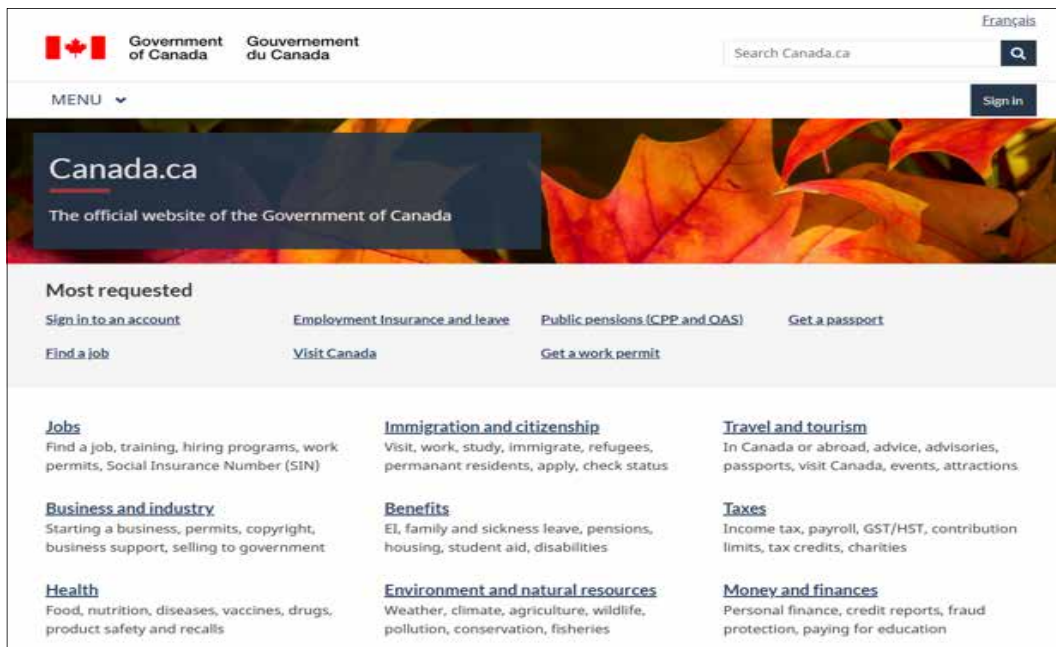 Français
Government of Canada
Gouvernement du Canada
Search Canada.ca
MENU
Sign in
Canada.ca
The official website of the Government of Canada
Most requested
Sign in to an account
Employment Insurance and leave
Public pensions (CPP and OAS)
Get a passport
Find a job
Visit Canada
Get a work permit
Jobs
Find a job, training, hiring programs, work
permits, Social Insurance Number (SIN)
Immigration and citizenship
Visit, work, study, immigrate, refugees,
permanant residents, apply, check status
Travel and tourism
In Canada or abroad, advice, advisories,
passports, visit Canada, events, attractions
Business and industry
Starting a business, permits, copyright,
business support, selling to government
Benefits
EI, family and sickness leave, pensions,
housing, student aid, disabilities
Taxes
Income tax, payroll, GST/HST, contribution
limits, tax credits, charities
Health
Food, nutrition, diseases, vaccines, drugs,
product safety and recalls
Environment and natural resources
Weather, climate, agriculture, wildlife,
pollution, conservation, fisheries
Money and finances
Personal finance, credit reports, fraud
protection, paying for education